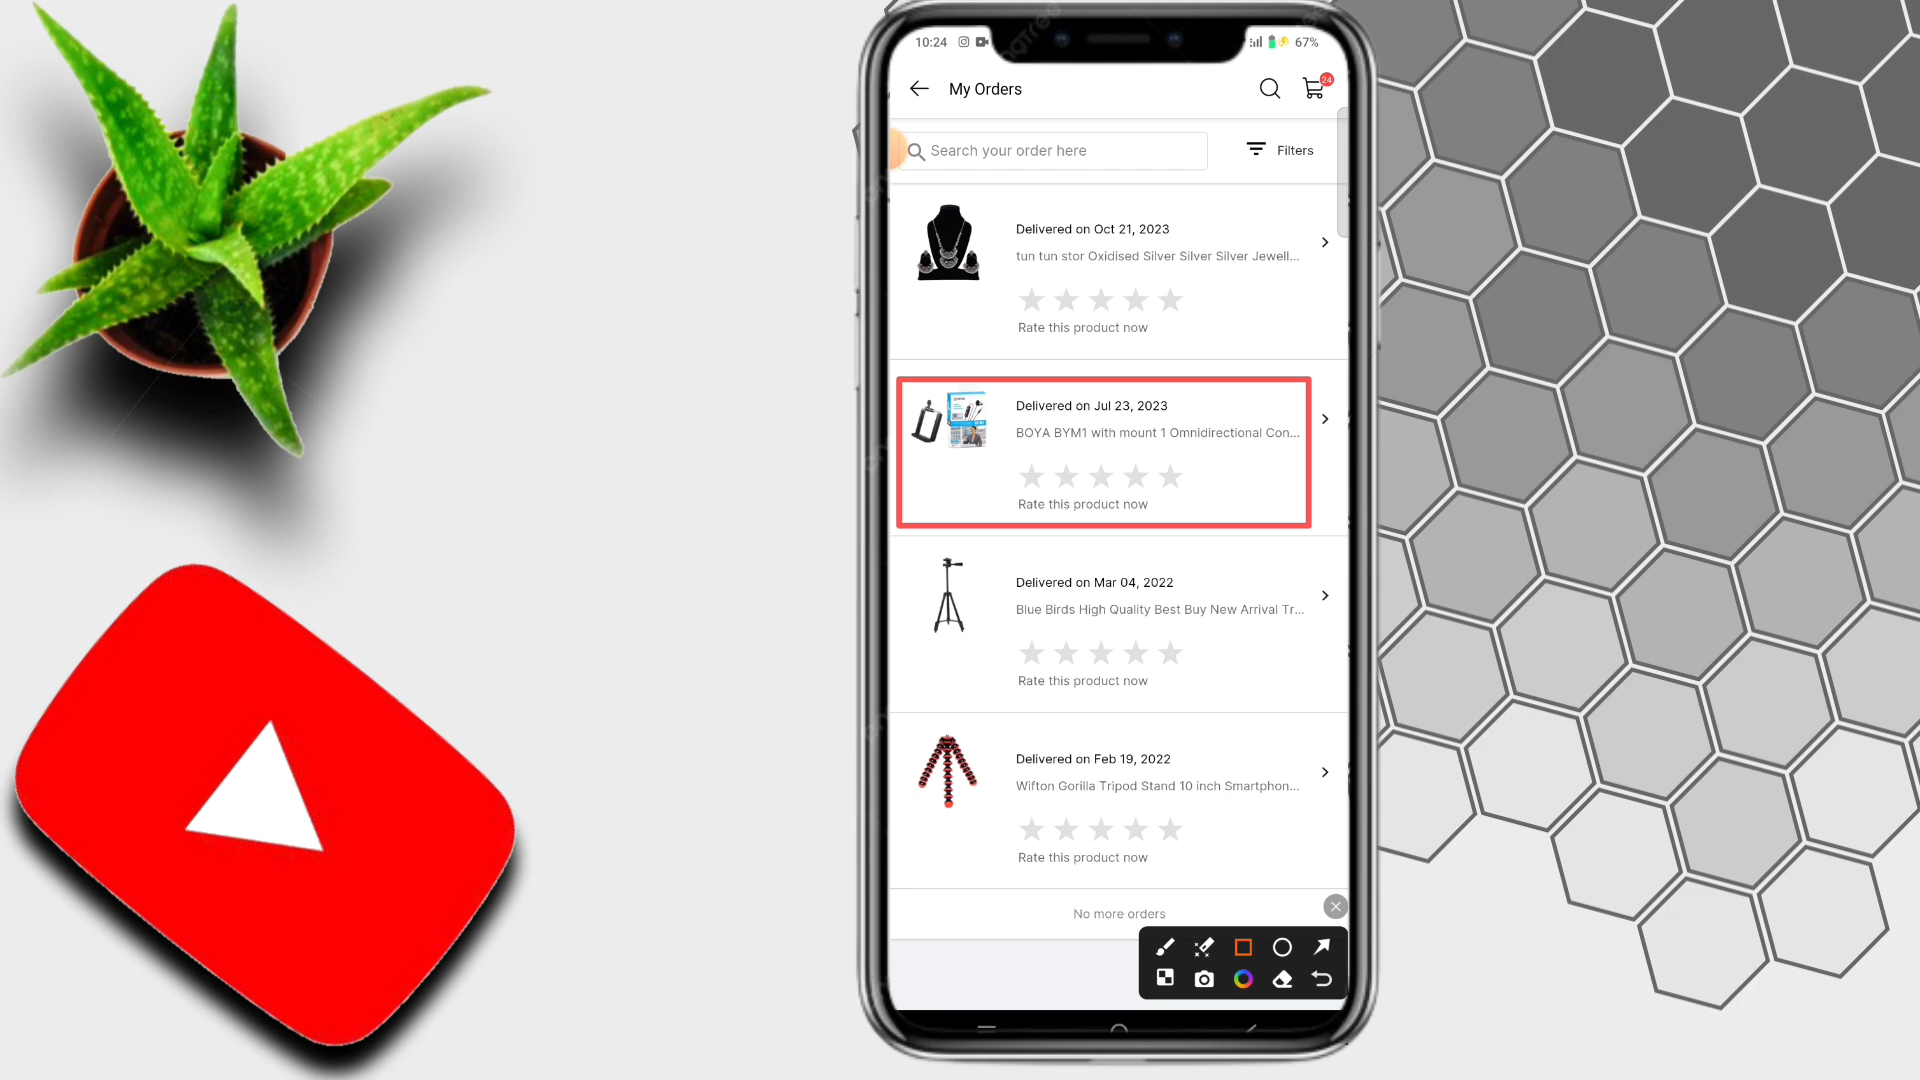 10:24
67%
My Orders
24
Search your order here
Filters
Delivered on Oct 21, 2023
tun tun stor Oxidised Silver Silver Silver Jewell...
Rate this product now
Delivered on Jul 23, 2023
BOYA BYM1 with mount 1 Omnidirectional Con...
Rate this product now
Delivered on Mar 04, 2022
Blue Birds High Quality Best Buy New Arrival Tr...
Rate this product now
Delivered on Feb 19, 2022
Wifton Gorilla Tripod Stand 10 inch Smartphon...
Rate this product now
No more orders